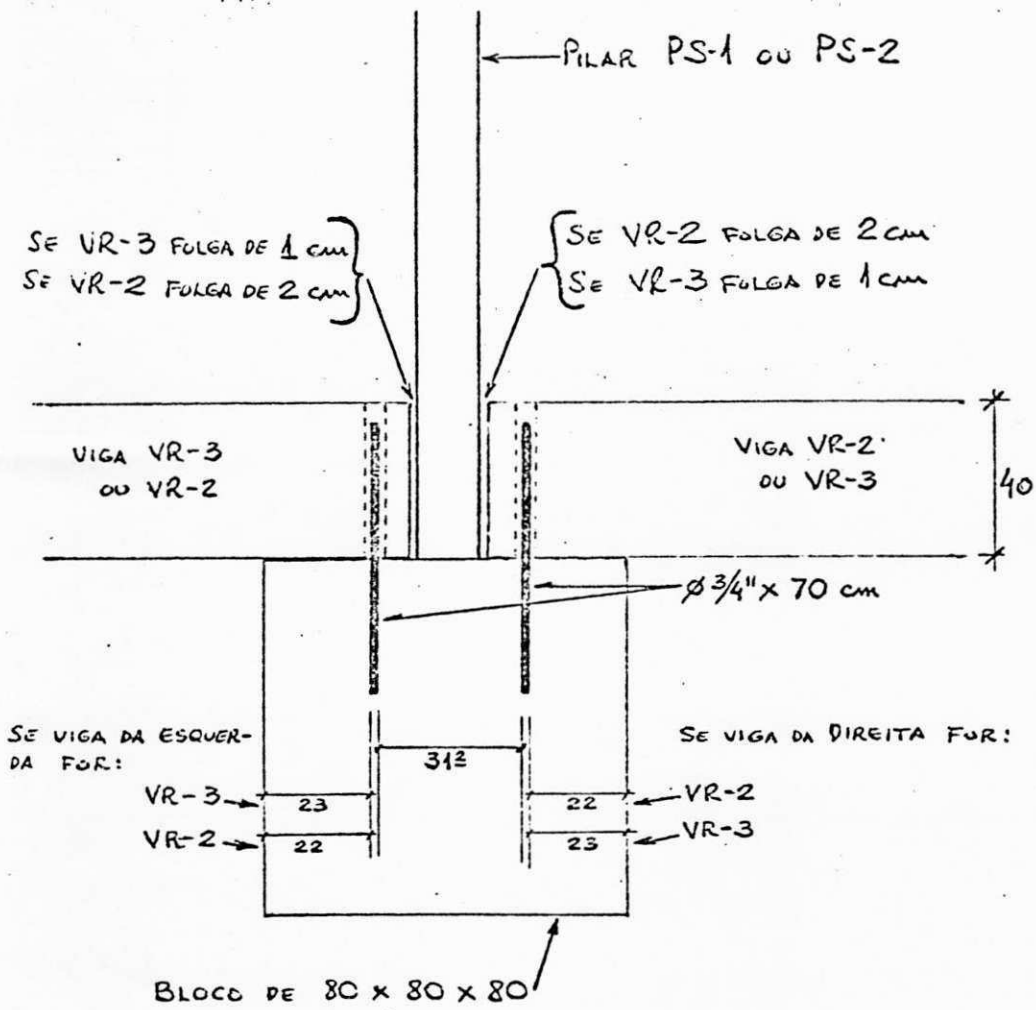 PILAR PS-1 OU PS-2
SE VR-3 FOLGA DE 1 cm
SE VR-2 FOLGA DE 2 cm
SE VR-2 FOLGA DE 2 cm
SE VR-3 FOLGA DE 1 cm
VIGA VR-3
OU VR-2
VIGA VR-2
OU VR-3
40
Ø 3/4" x 70 cm
SE VIGA DA ESQUER-
DA FOR:
31²
SE VIGA DA DIREITA FOR:
VR-3
23
22
VR-2
VR-2
22
23
VR-3
BLOCO DE 80 x 80 x 80